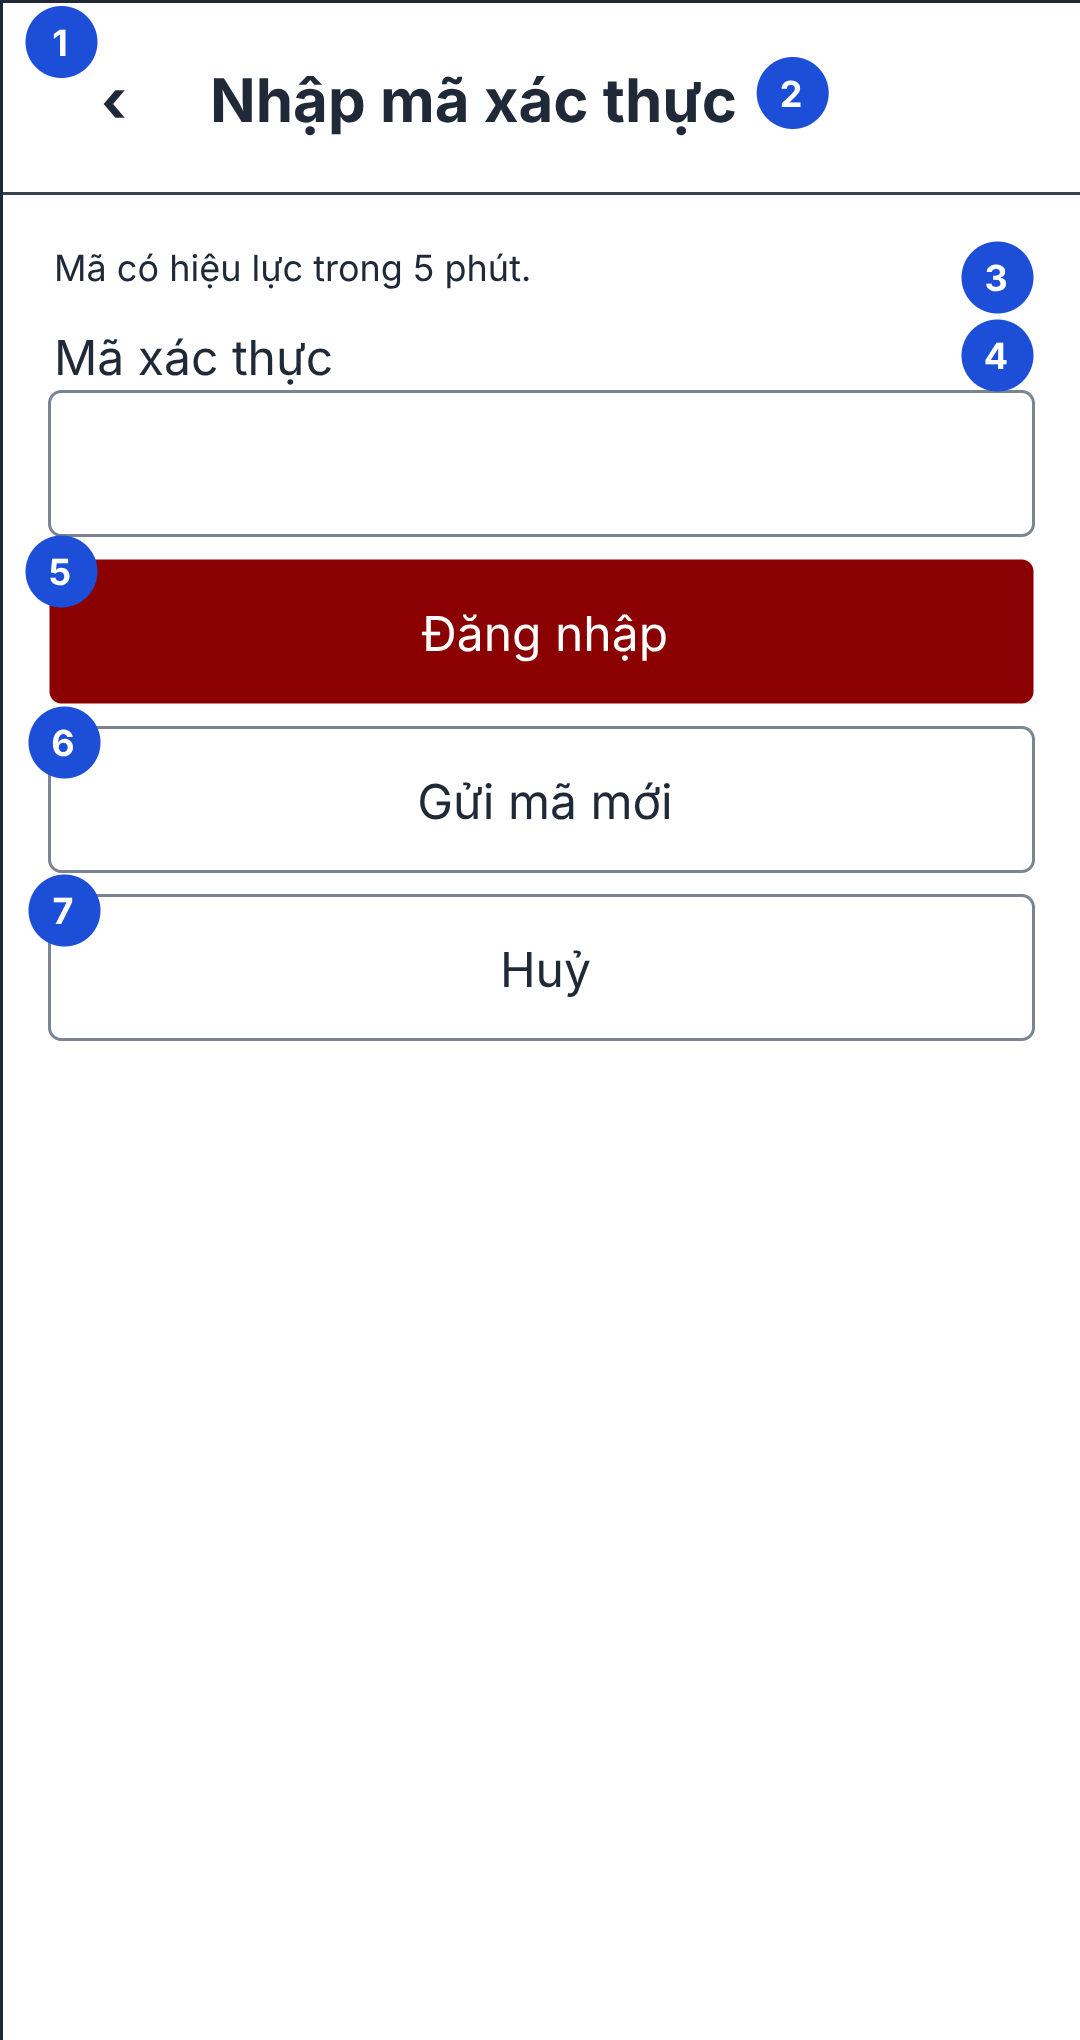 1
‹ Nhập mã xác thực 2
Mã có hiệu lực trong 5 phút. 3
Mã xác thực 4
5
Đăng nhập
6
Gửi mã mới
7
Huỷ